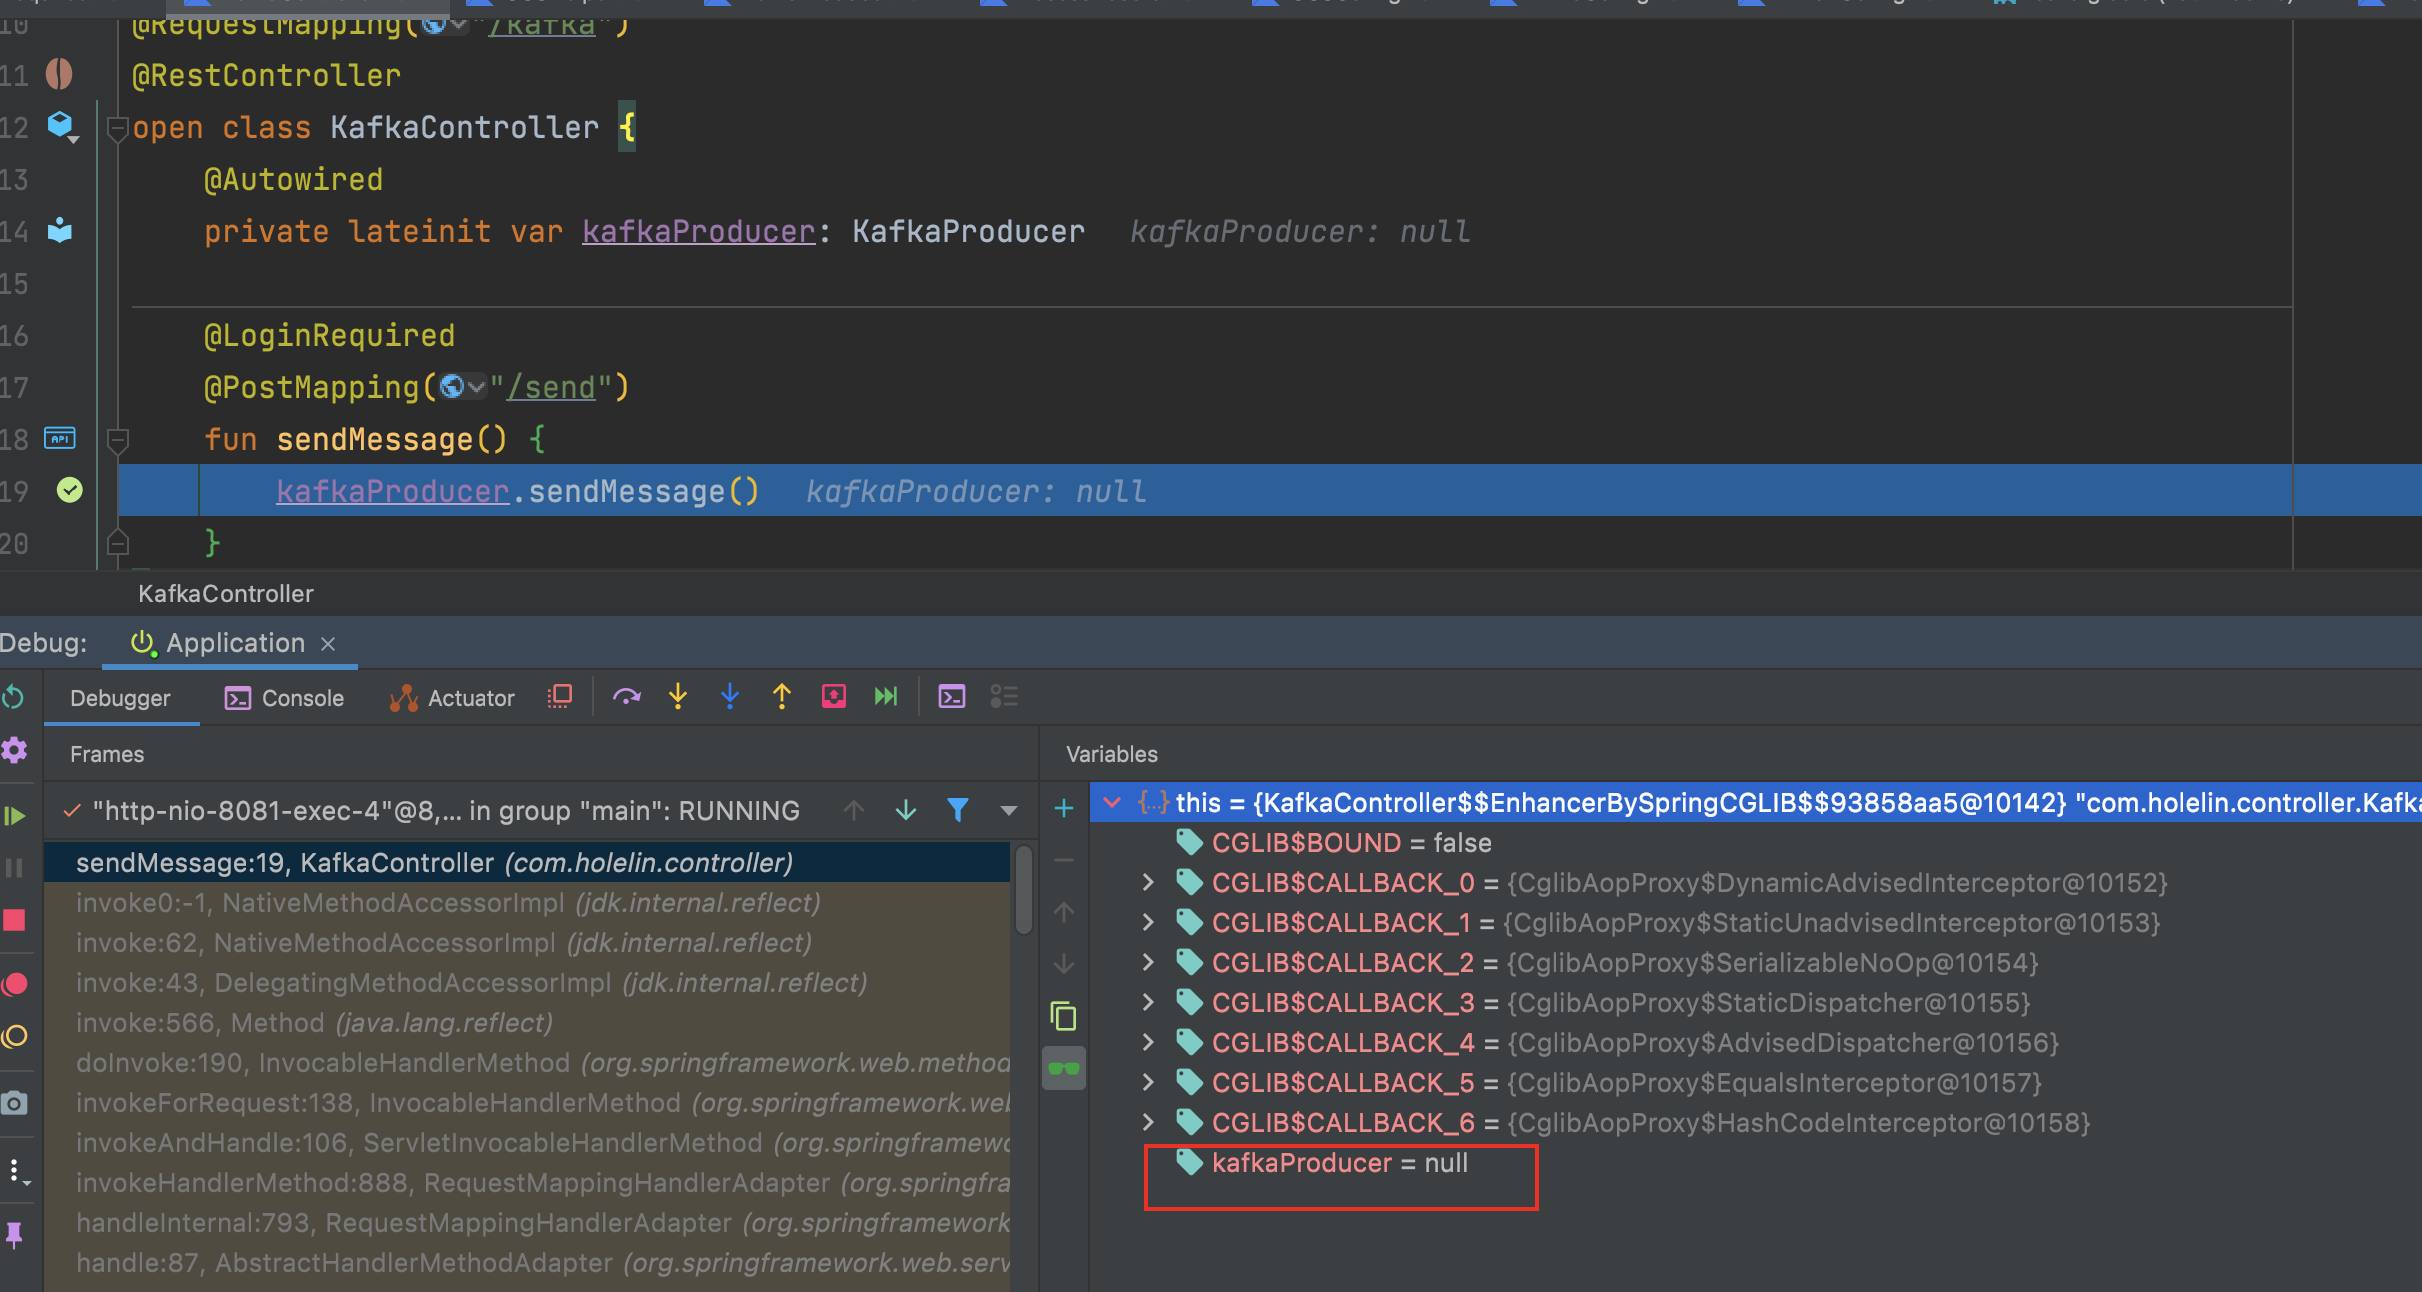 10 @RequestMapping("/kafka")
11 @RestController
12 open class KafkaController {
13 @Autowired
14 private lateinit var kafkaProducer: KafkaProducer kafkaProducer: null
15
16 @LoginRequired
17 @PostMapping("/send")
18 API fun sendMessage() {
19 kafkaProducer.sendMessage() kafkaProducer: null
20 }
KafkaController
Debug: Application ×
Debugger Console Actuator
Frames
"http-nio-8081-exec-4"@8,... in group "main": RUNNING
sendMessage:19, KafkaController (com.holelin.controller)
invoke0:-1, NativeMethodAccessorImpl (jdk.internal.reflect)
invoke:62, NativeMethodAccessorImpl (jdk.internal.reflect)
invoke:43, DelegatingMethodAccessorImpl (jdk.internal.reflect)
invoke:566, Method (java.lang.reflect)
doInvoke:190, InvocableHandlerMethod (org.springframework.web.method
invokeForRequest:138, InvocableHandlerMethod (org.springframework.web
invokeAndHandle:106, ServletInvocableHandlerMethod (org.springframewo
invokeHandlerMethod:888, RequestMappingHandlerAdapter (org.springfra
handleInternal:793, RequestMappingHandlerAdapter (org.springframework
handle:87, AbstractHandlerMethodAdapter (org.springframework.web.serv
Variables
this = {KafkaController$$EnhancerBySpringCGLIB$$93858aa5@10142} "com.holelin.controller.Kafka
CGLIB$BOUND = false
CGLIB$CALLBACK_0 = {CglibAopProxy$DynamicAdvisedInterceptor@10152}
CGLIB$CALLBACK_1 = {CglibAopProxy$StaticUnadvisedInterceptor@10153}
CGLIB$CALLBACK_2 = {CglibAopProxy$SerializableNoOp@10154}
CGLIB$CALLBACK_3 = {CglibAopProxy$StaticDispatcher@10155}
CGLIB$CALLBACK_4 = {CglibAopProxy$AdvisedDispatcher@10156}
CGLIB$CALLBACK_5 = {CglibAopProxy$EqualsInterceptor@10157}
CGLIB$CALLBACK_6 = {CglibAopProxy$HashCodeInterceptor@10158}
kafkaProducer = null